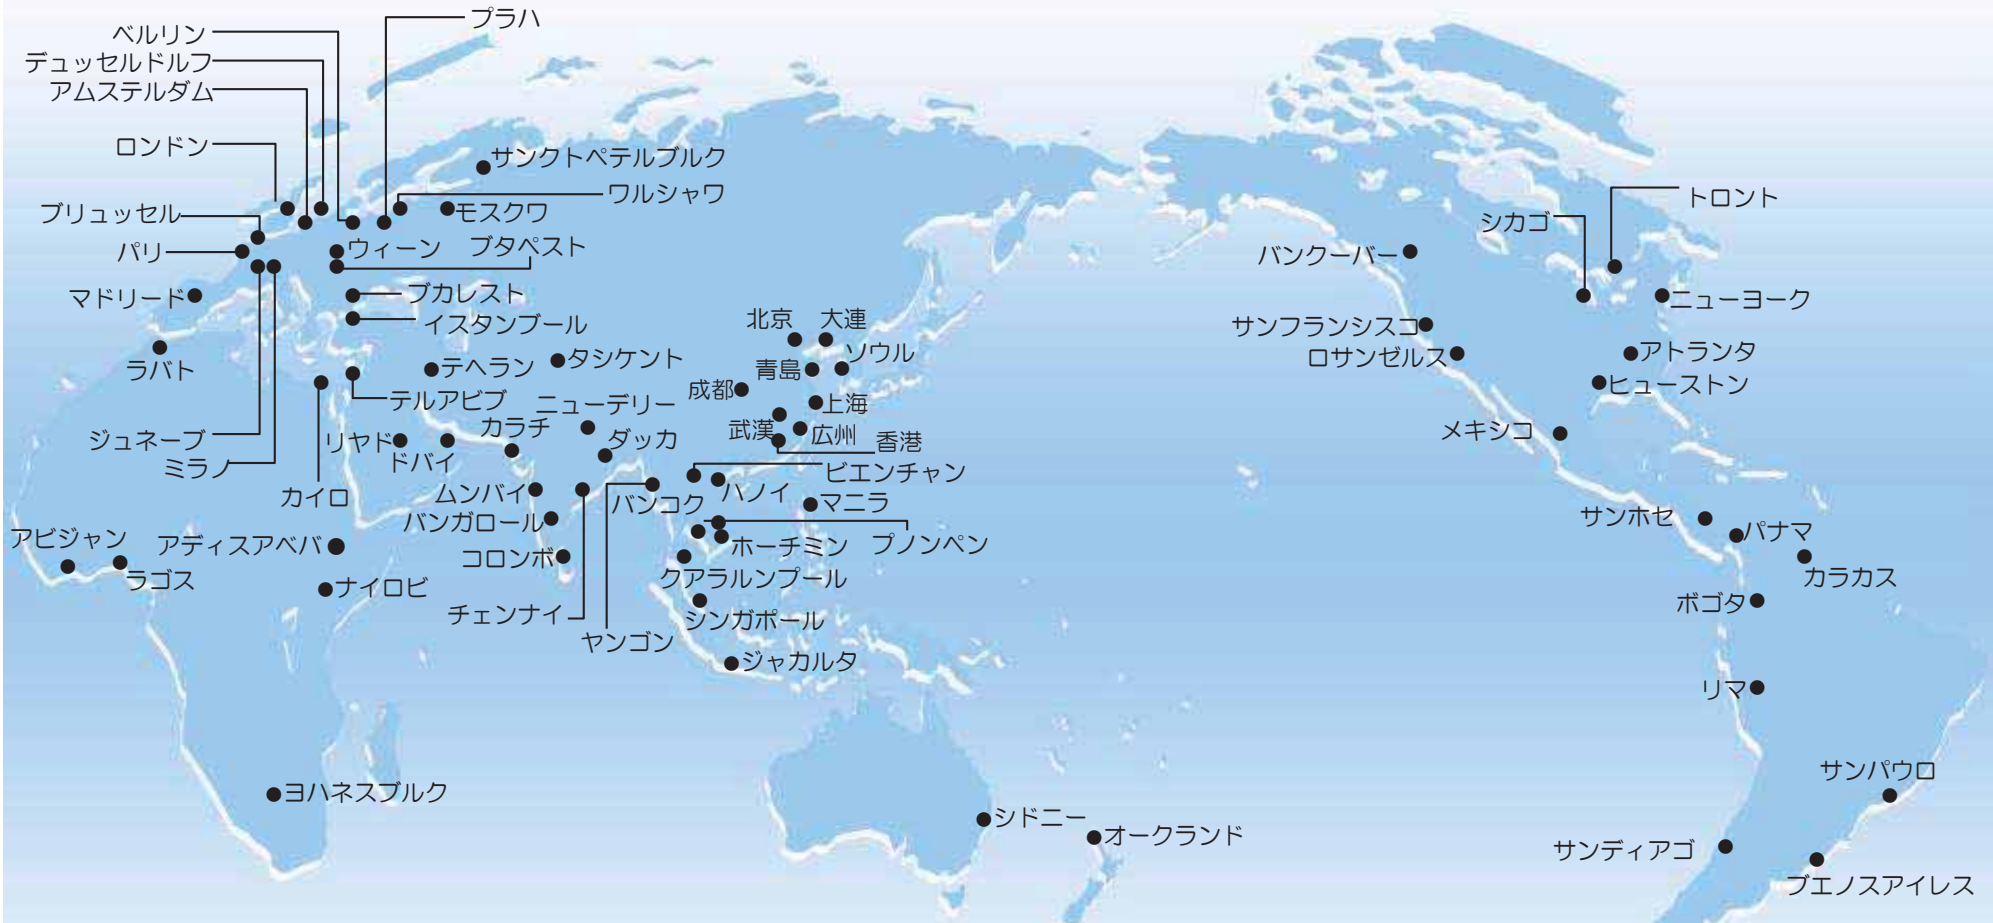 プラハ
ベルリン
デュッセルドルフ
アムステルダム
ロンドン
サンクトペテルブルク
ワルシャワ
ブリュッセル
モスクワ
パリ
ウィーン
ブタペスト
マドリード
ブカレスト
イスタンブール
ラバト
テヘラン
タシケント
テルアビブ
ジュネーブ
ミラノ
カイロ
リヤド
ドバイ
カラチ
ニューデリー
ダッカ
ムンバイ
バンガロール
コロンボ
チェンナイ
ヤンゴン
アビジャン
ラゴス
アディスアベバ
ナイロビ
ヨハネスブルク
北京
大連
ソウル
青島
成都
上海
武漢
広州
香港
ビエンチャン
バンコク
ハノイ
マニラ
ホーチミン
プノンペン
クアラルンプール
シンガポール
ジャカルタ
シドニー
オークランド
トロント
シカゴ
バンクーバー
ニューヨーク
サンフランシスコ
ロサンゼルス
アトランタ
ヒューストン
メキシコ
サンホセ
パナマ
カラカス
ボゴタ
リマ
サンパウロ
サンディアゴ
ブエノスアイレス